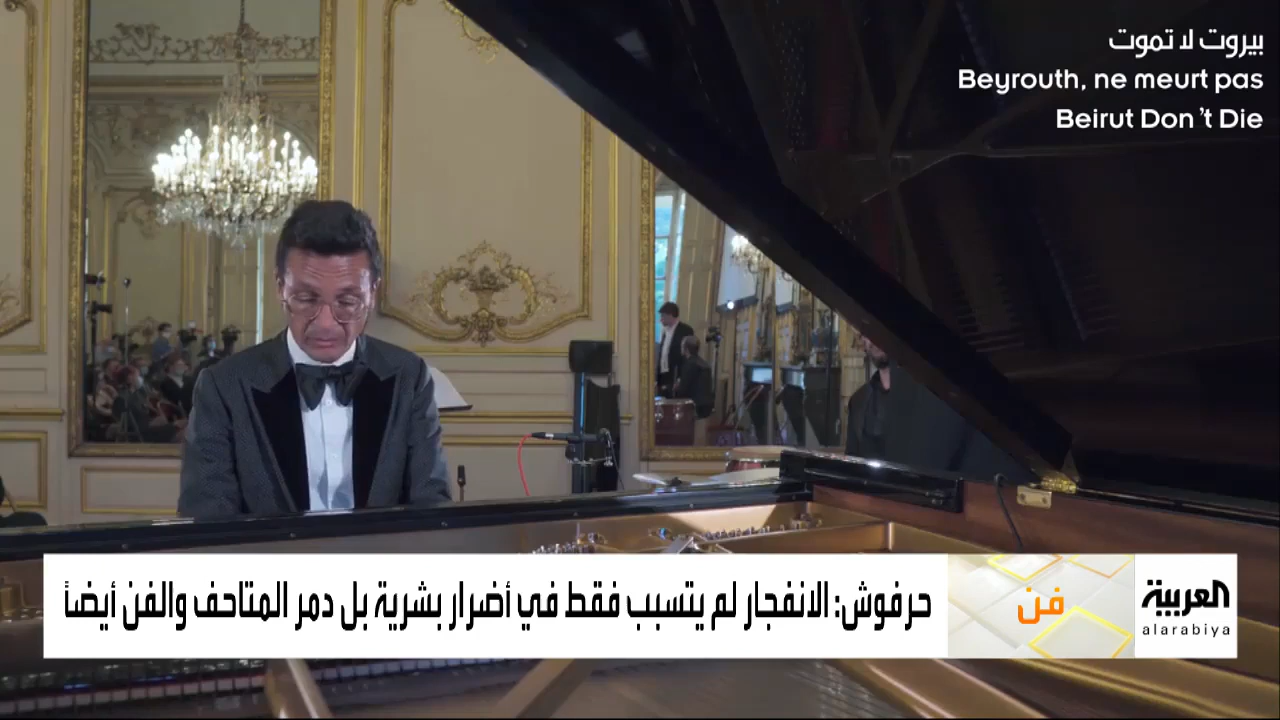 بيروت لا تموت
Beyrouth, ne meurt pas
Beirut Don't Die
حرفوش: الانفجار لم يتسبب فقط في أضرار بشرية بل دمر المتاحف والفن أيضاً
فن
العربية
alarabiya